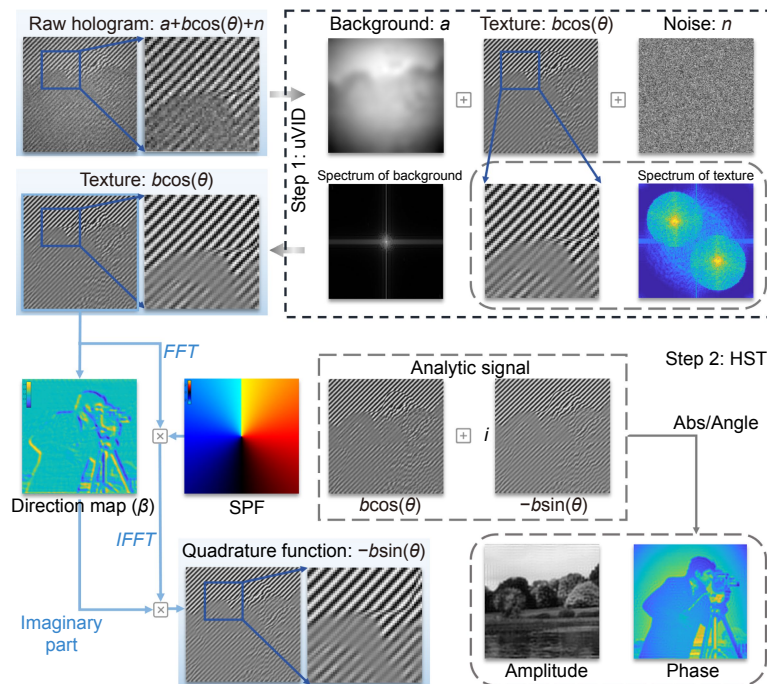 Raw hologram: a+bcos(θ)+n
Background: a
Texture: bcos(θ)
Noise: n
Step 1: uVID
Texture: bcos(θ)
Spectrum of background
Spectrum of texture
FFT
Step 2: HST
Analytic signal
i
Abs/Angle
bcos(θ)
−bsin(θ)
Direction map (β)
SPF
IFFT
Quadrature function: −bsin(θ)
Imaginary
part
Amplitude
Phase